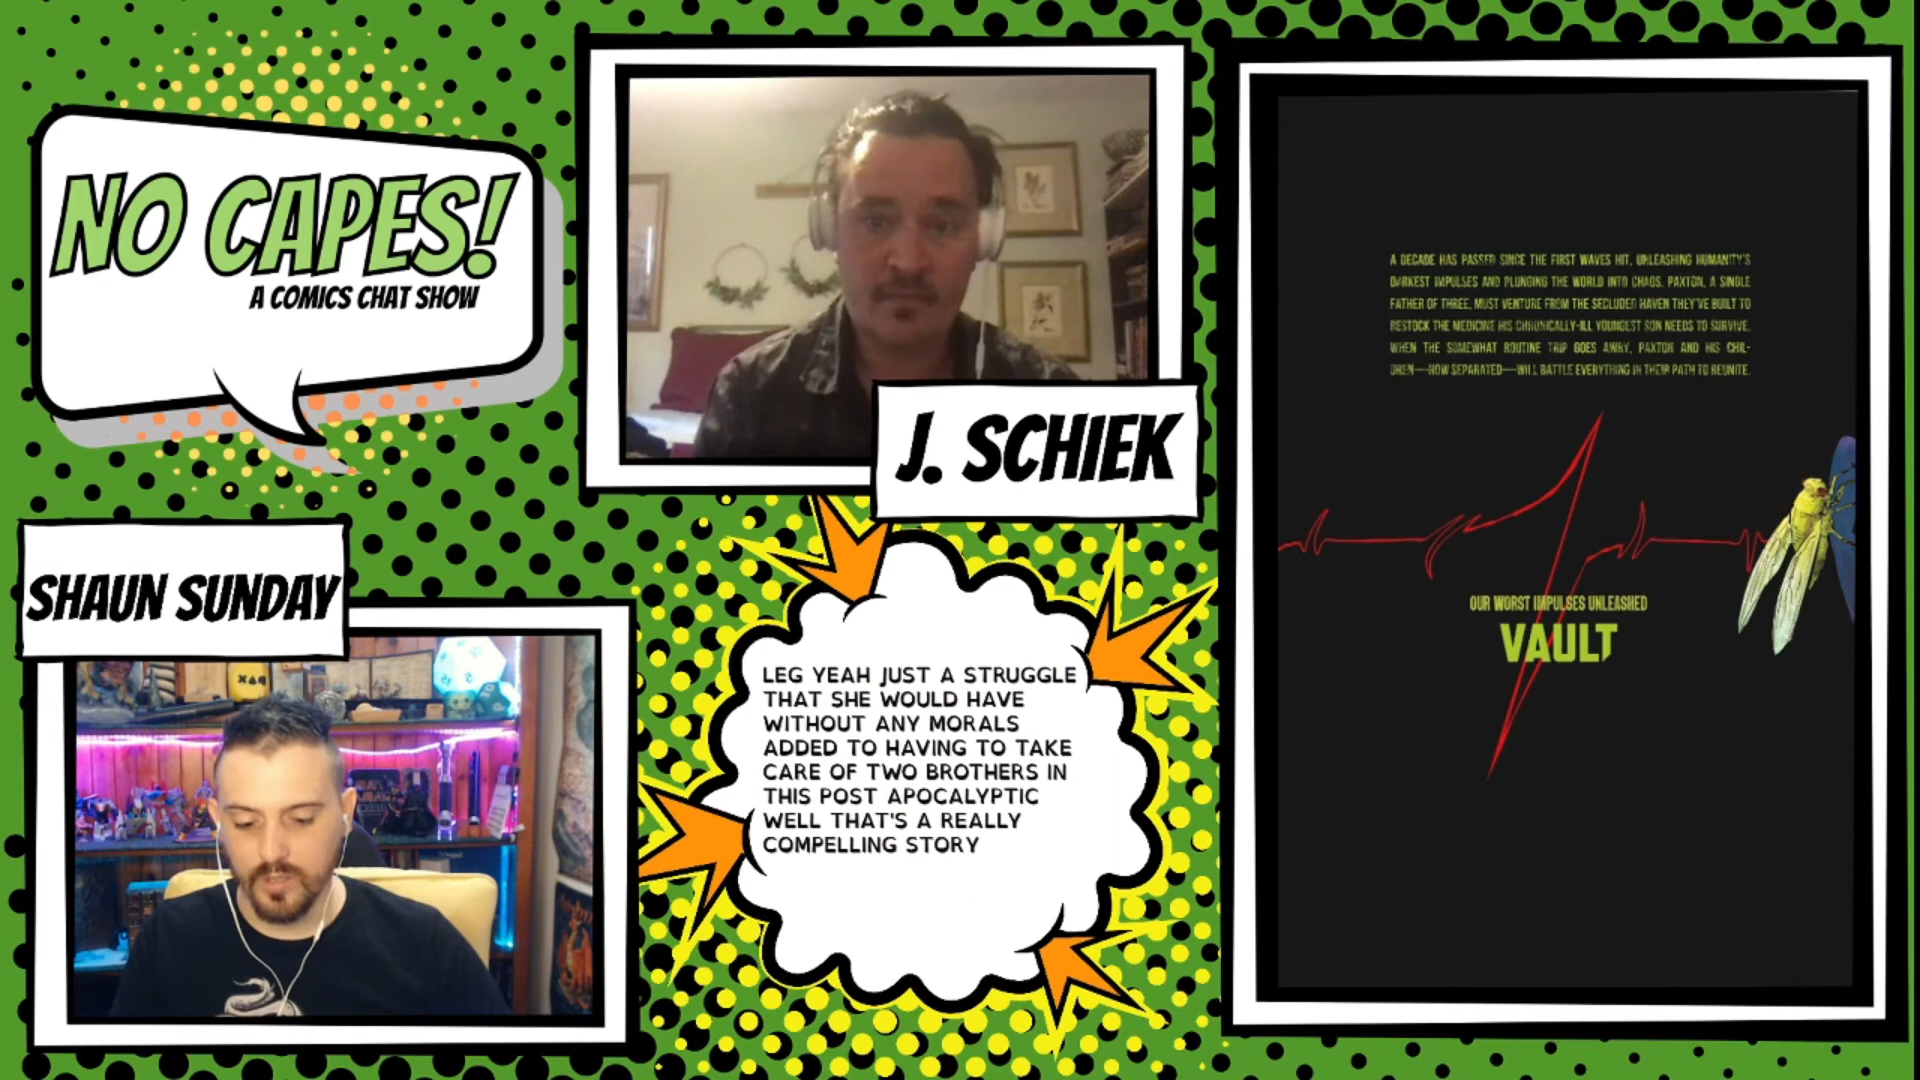 NO CAPES!
A COMICS CHAT SHOW
J. SCHIEK
SHAUN SUNDAY
LEG YEAH JUST A STRUGGLE
THAT SHE WOULD HAVE
WITHOUT ANY MORALS
ADDED TO HAVING TO TAKE
CARE OF TWO BROTHERS IN
THIS POST APOCALYPTIC
WELL THAT'S A REALLY
COMPELLING STORY
A DECADE HAS PASSED SINCE THE FIRST WAVES HIT, UNLEASHING HUMANITY'S
DARKEST IMPULSES AND PLUNGING THE WORLD INTO CHAOS. PAXTON, A SINGLE
FATHER OF THREE, MUST VENTURE FROM THE SECLUDED HAVEN THEY'VE BUILT TO
RESTOCK THE MEDICINE HIS CHRONICALLY-ILL YOUNGEST SON NEEDS TO SURVIVE.
WHEN THE SOMEWHAT ROUTINE TRIP GOES AWRY, PAXTON AND HIS CHIL-
DREN—NOW SEPARATED—WILL BATTLE EVERYTHING IN THEIR PATH TO REUNITE.
OUR WORST IMPULSES UNLEASHED
VAULT